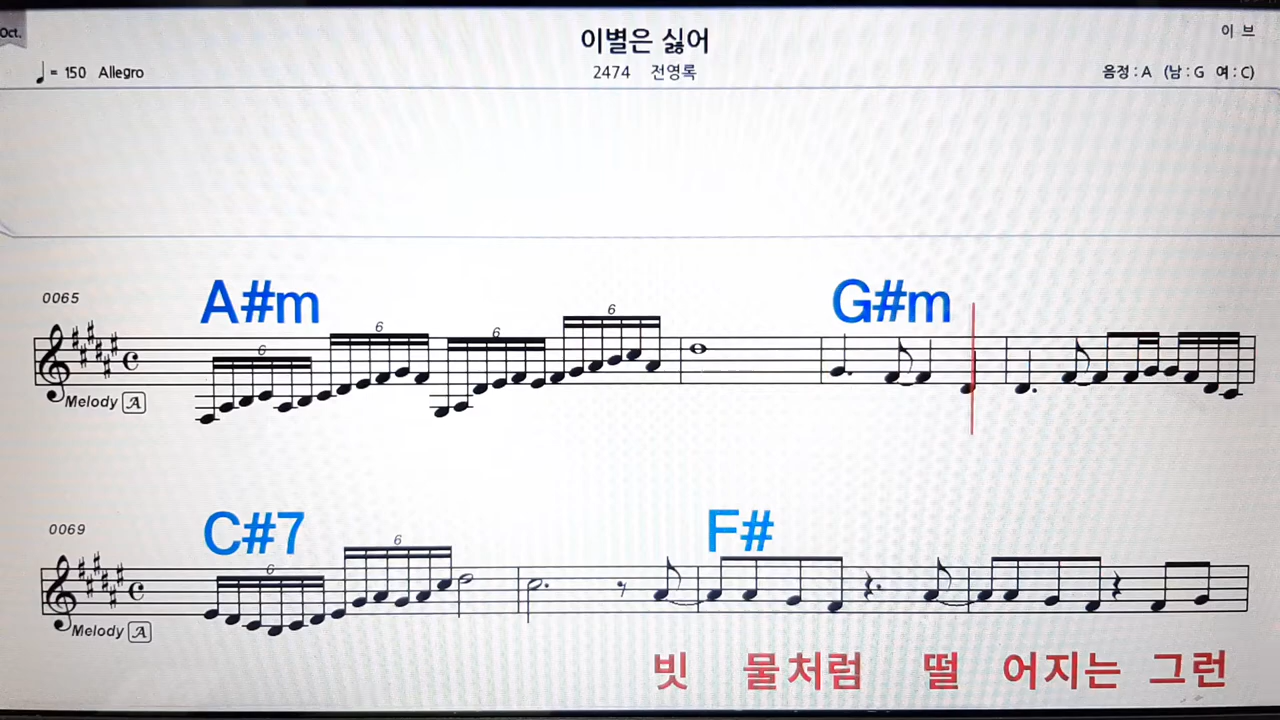 Oct.
이별은 싫어
이 브
♩ = 150 Allegro
2474 전영록
음정 : A (남 : G 여 : C)
0065
A#m
G#m
6 6 6 6
Melody A
0069
C#7
F#
6 6
Melody A
빗 물처럼 떨 어지는 그런